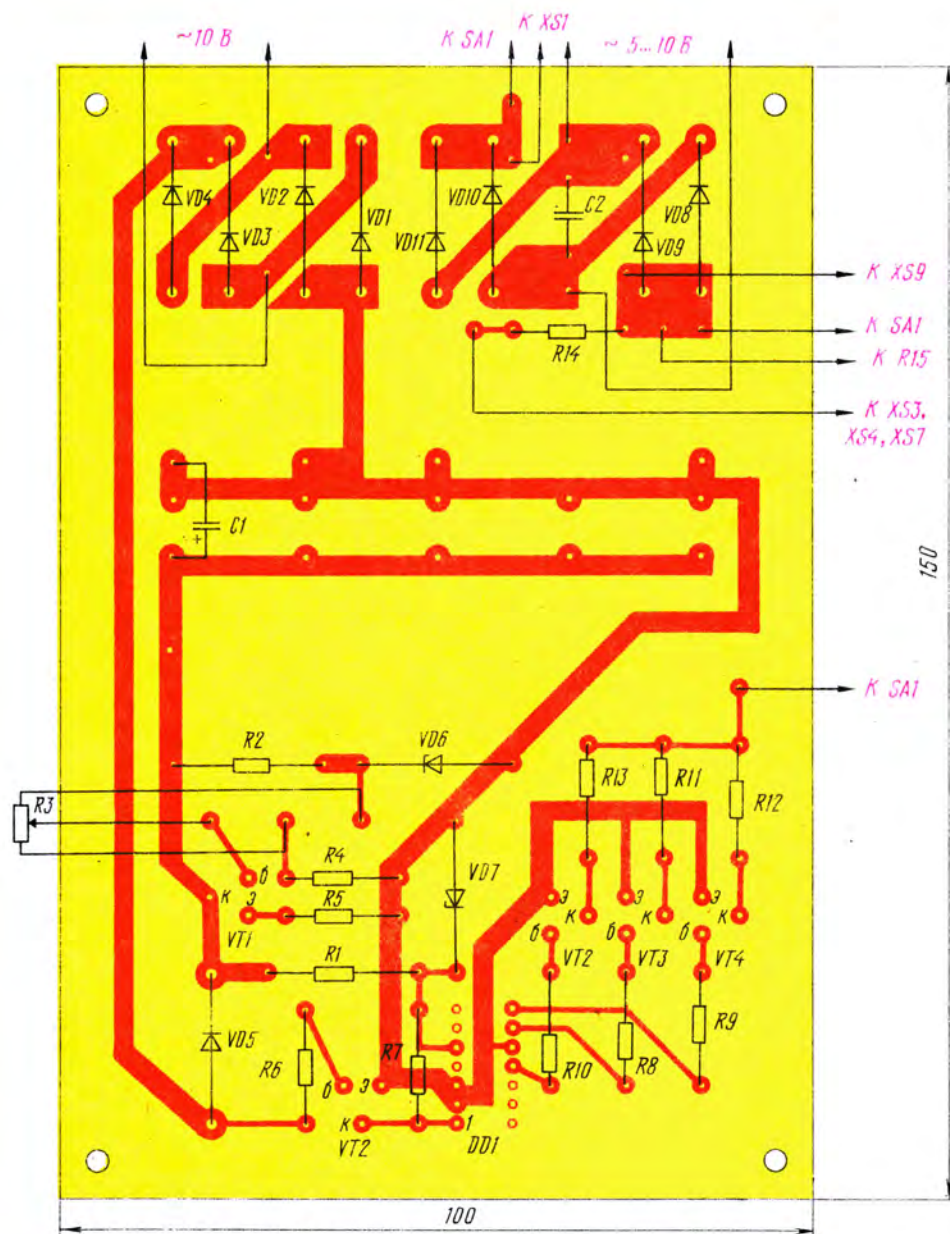 ~10 В
К SA1
К XS1
~ 5...10 В
VD4
VD2
VD3
VD1
VD10
VD11
C2
VD8
VD9
К XS9
К SA1
К R15
R14
К XS3,
XS4, XS7
C1
+
150
К SA1
R2
VD6
R3
R13
R11
R12
R4
VD7
б
к
э
R5
VT1
э
к
э
к
э
к
б
б
б
VT2
VT3
VT4
R1
VD5
R6
R7
R10
R8
R9
б
э
к
1
VT2
DD1
100